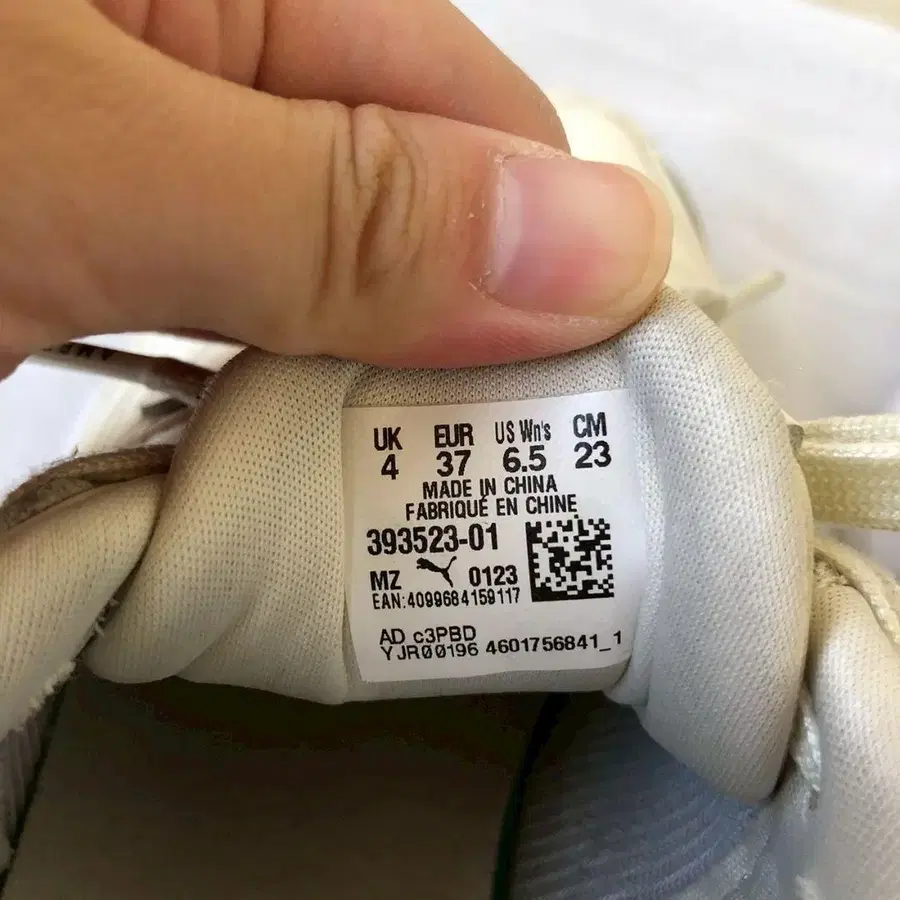 UK EUR US Wn's CM
4 37 6.5 23
MADE IN CHINA
FABRIQUÉ EN CHINE
393523-01
MZ 0123
EAN:4099684159117
AD c3PBD
YJR00196 4601756841_1